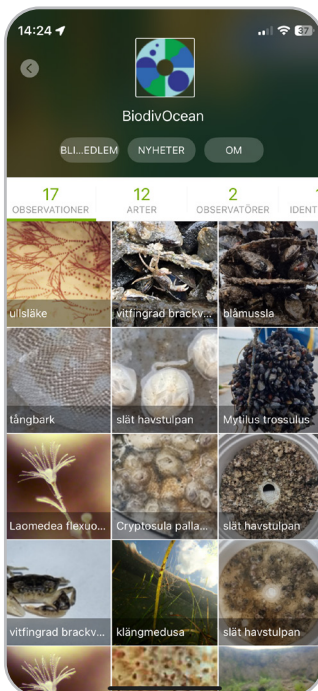 14:24
37
BiodivOcean
BLI...EDLEM
NYHETER
OM
17
12
2
OBSERVATIONER
ARTER
OBSERVATÖRER
IDENT
ullsläke
vitfingrad brackv...
blåmussla
tångbark
slät havstulpan
Mytilus trossulus
Laomedea flexuo...
Cryptosula palla...
slät havstulpan
vitfingrad brackv...
klängmedusa
slät havstulpan